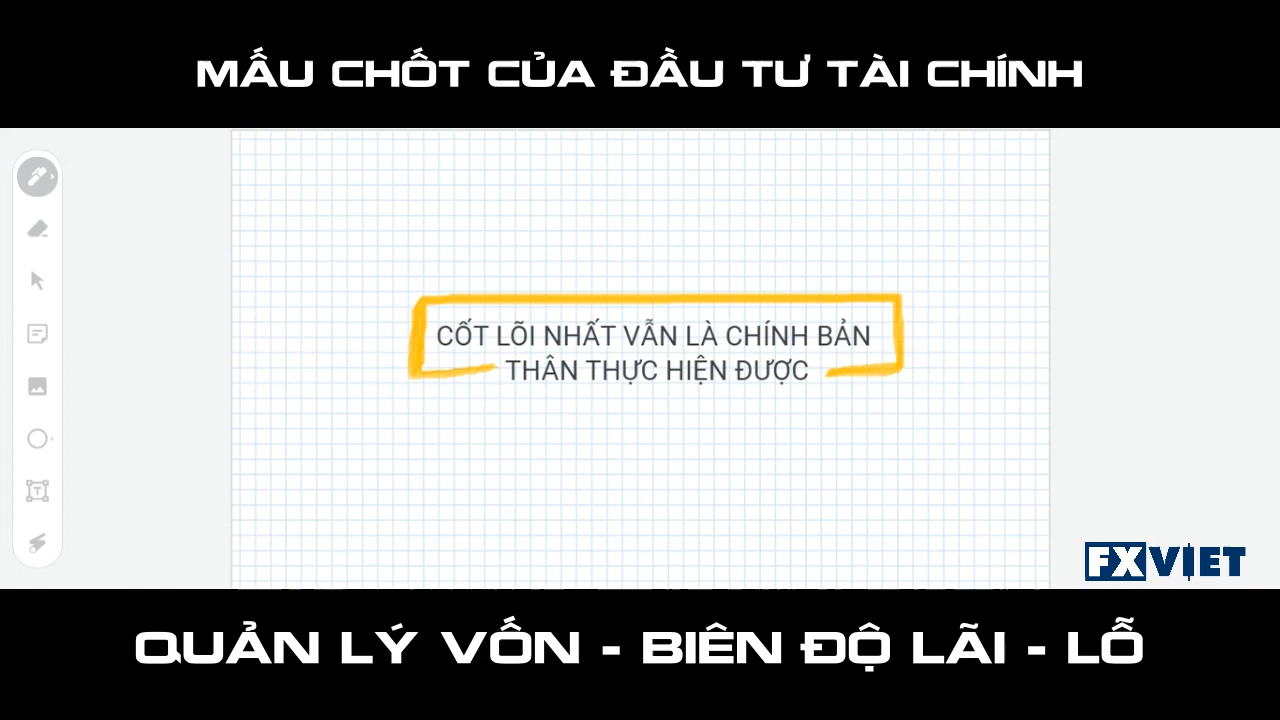 MẤU CHỐT CỦA ĐẦU TƯ TÀI CHÍNH
CỐT LÕI NHẤT VẪN LÀ CHÍNH BẢN
THÂN THỰC HIỆN ĐƯỢC
FXVIET
QUẢN LÝ VỐN - BIÊN ĐỘ LÃI - LỖ